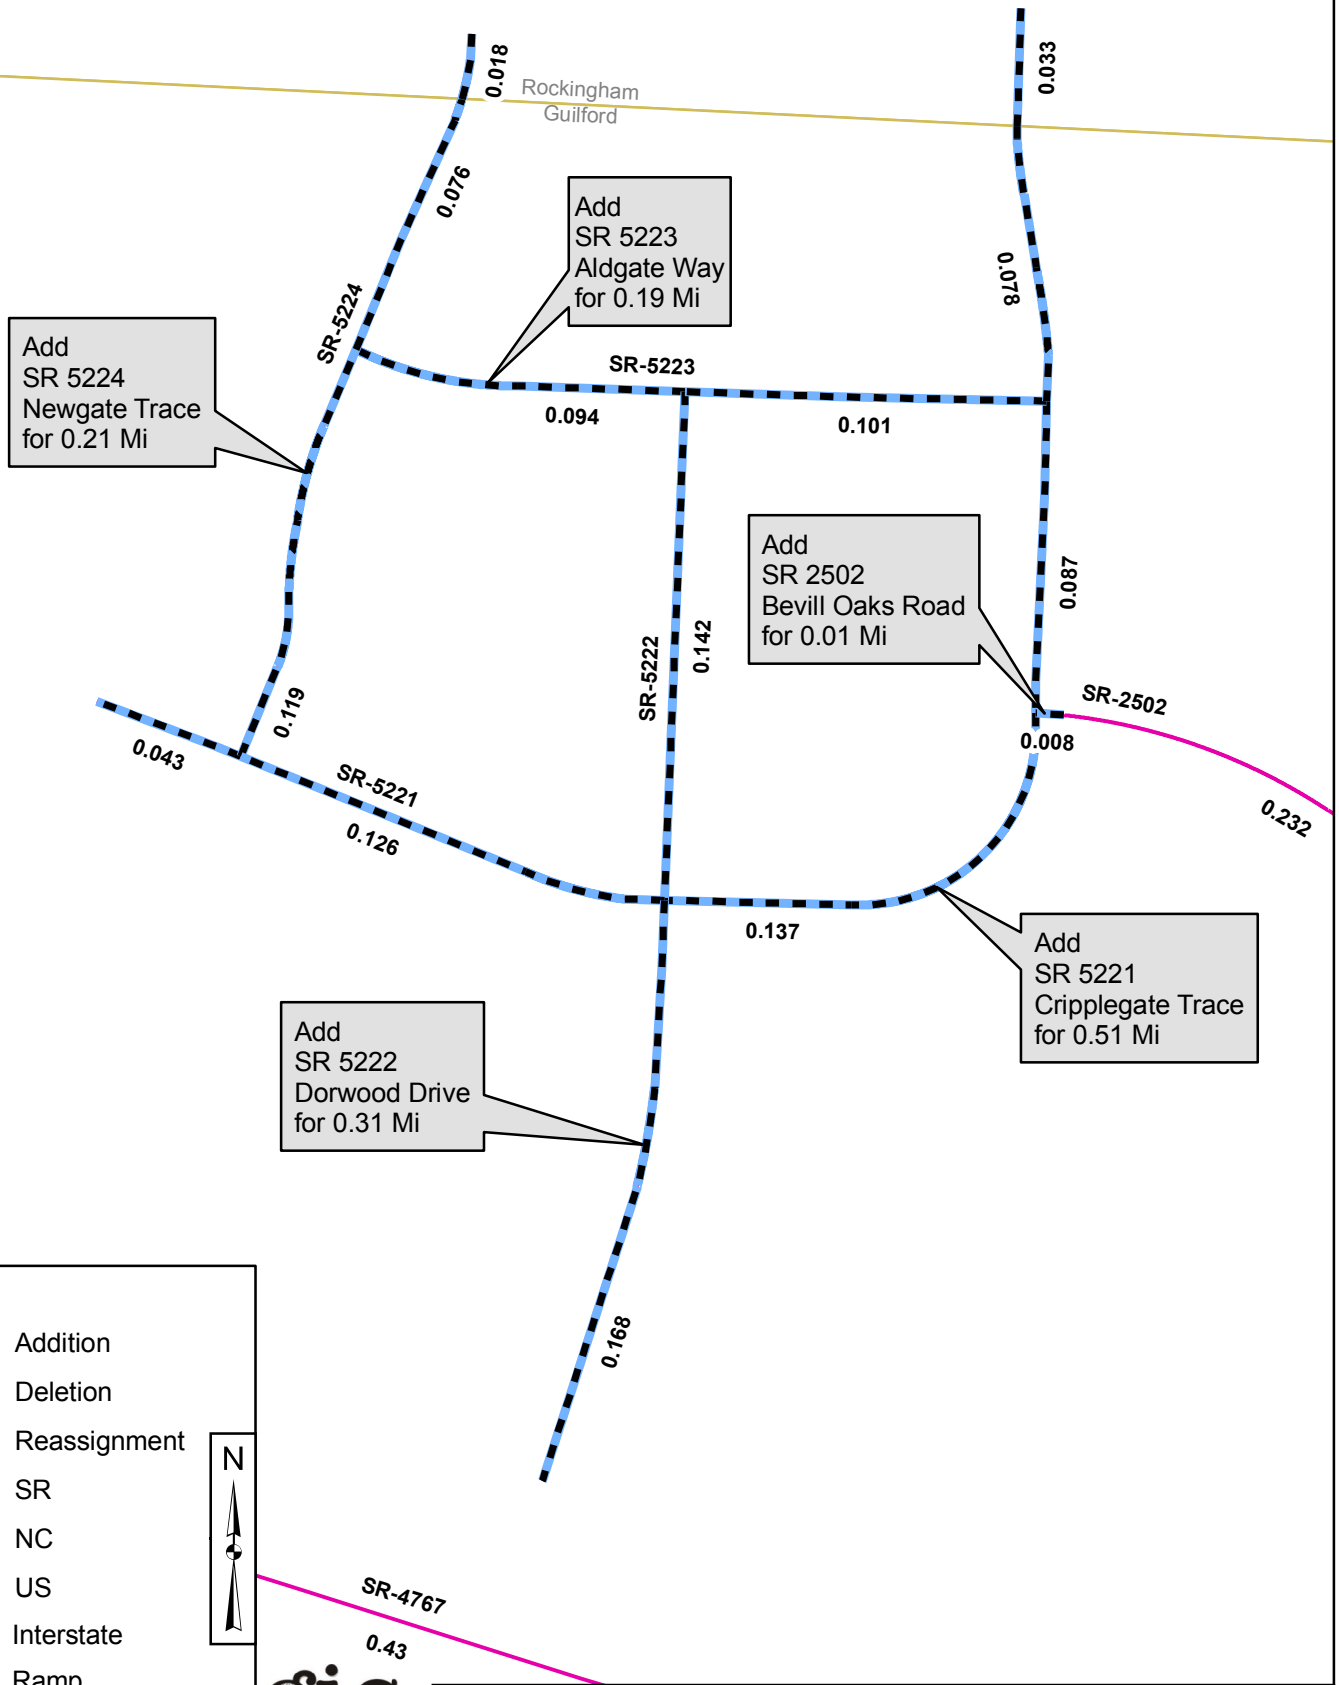 0.018
0.033
Rockingham
Guilford
0.076
Add
SR 5223
Aldgate Way
for 0.19 Mi
0.078
SR-5224
Add
SR 5224
Newgate Trace
for 0.21 Mi
SR-5223
0.094
0.101
Add
SR 2502
Bevill Oaks Road
for 0.01 Mi
0.087
SR-5222
0.142
SR-2502
0.119
0.043
0.008
SR-5221
0.126
0.232
0.137
Add
SR 5221
Cripplegate Trace
for 0.51 Mi
Add
SR 5222
Dorwood Drive
for 0.31 Mi
0.168
Addition
Deletion
Reassignment
N
SR
NC
US
SR-4767
Interstate
0.43
Ramp